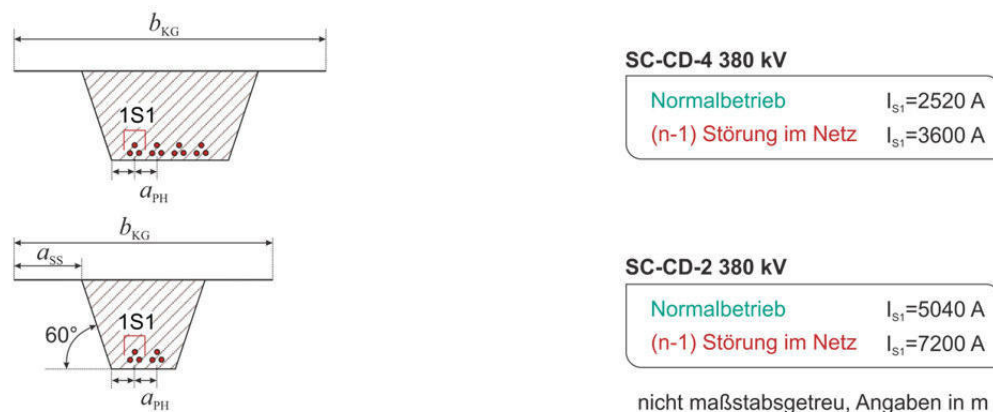 b_KG
1S1
a_PH
SC-CD-4 380 kV
Normalbetrieb I_S1=2520 A
(n-1) Störung im Netz I_S1=3600 A
b_KG
a_SS
1S1
60°
a_PH
SC-CD-2 380 kV
Normalbetrieb I_S1=5040 A
(n-1) Störung im Netz I_S1=7200 A
nicht maßstabsgetreu, Angaben in m